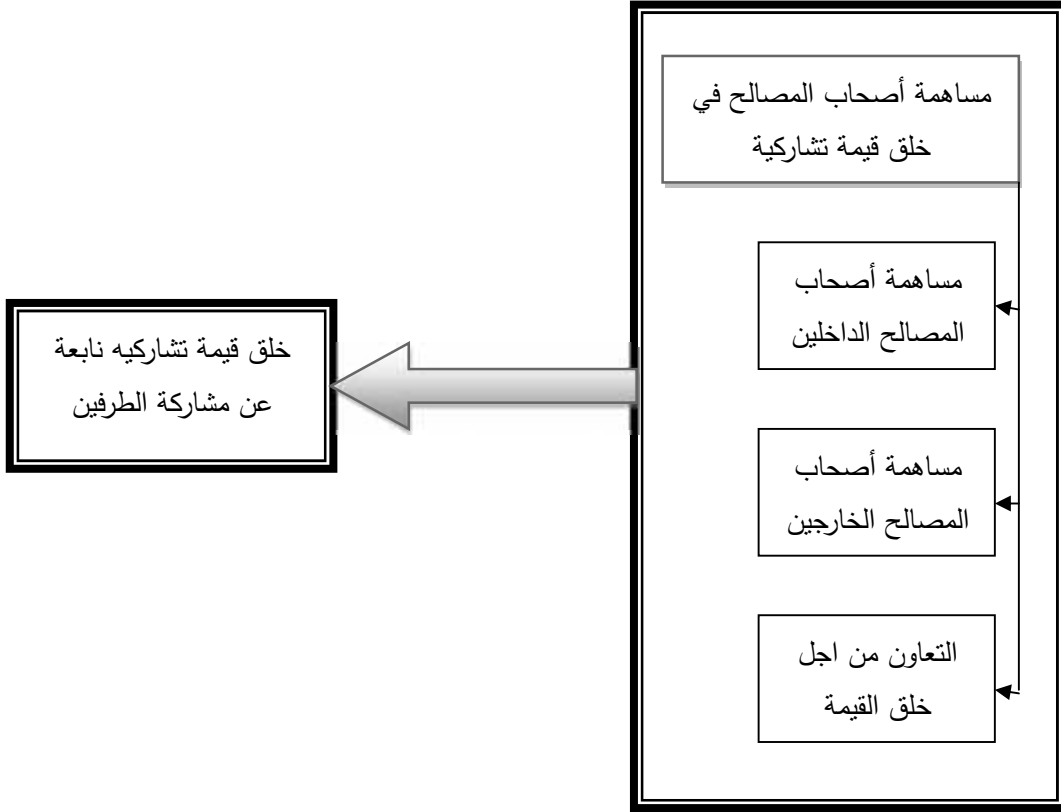 مساهمة أصحاب المصالح في
خلق قيمة تشاركية
مساهمة أصحاب
المصالح الداخلين
مساهمة أصحاب
المصالح الخارجين
التعاون من اجل
خلق القيمة
خلق قيمة تشاركيه نابعة
عن مشاركة الطرفين